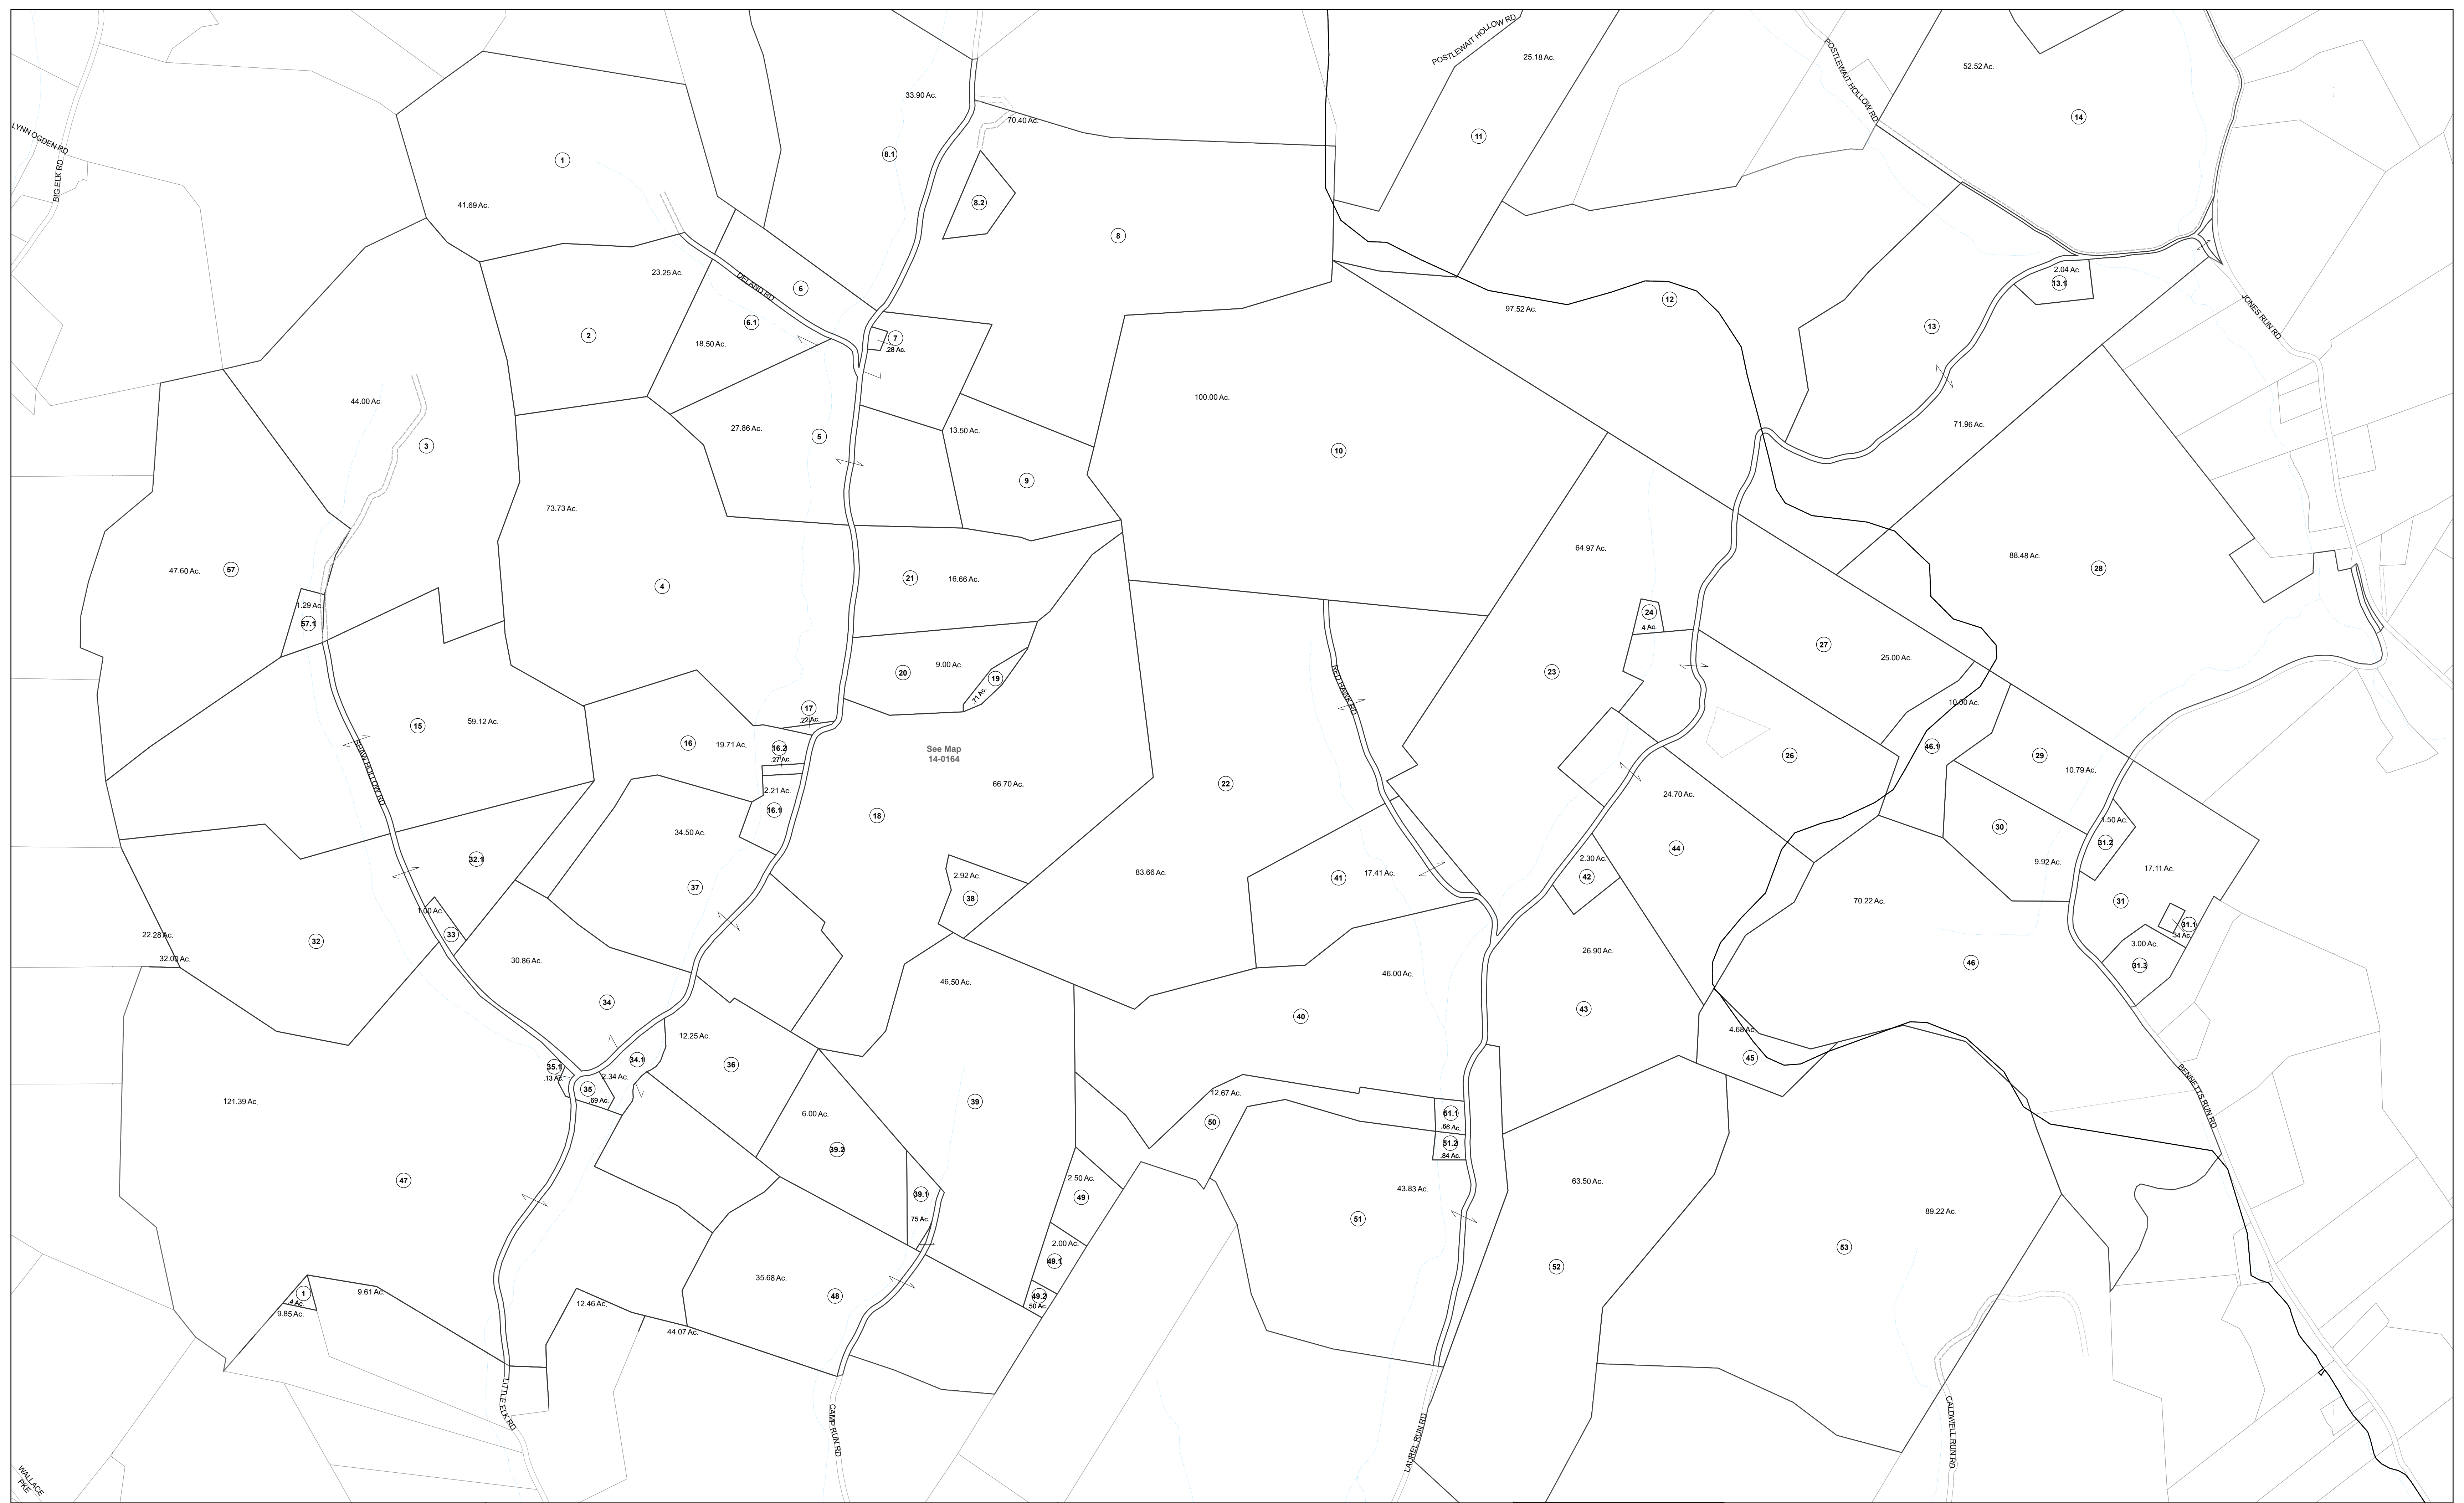 POSTLEWAIT HOLLOW RD
POSTLEWAIT HOLLOW RD
25.18 Ac.
52.52 Ac.
33.90 Ac.
14
70.40 Ac.
LYNN OGDEN RD
11
8.1
1
BIG ELK RD
8.2
41.69 Ac.
8
23.25 Ac.
2.04 Ac.
DELAND RD
6
13.1
12
JONES RUN RD
97.52 Ac.
6.1
13
2
7
18.50 Ac.
.28 Ac.
100.00 Ac.
44.00 Ac.
71.96 Ac.
27.86 Ac.
13.50 Ac.
5
3
10
9
73.73 Ac.
64.97 Ac.
88.48 Ac.
47.60 Ac.
57
28
21
16.66 Ac.
4
1.29 Ac.
24
57.1
.4 Ac.
27
25.00 Ac.
9.00 Ac.
20
23
19
RED HAWK RD
.71 Ac.
10.00 Ac.
17
.22 Ac.
15
59.12 Ac.
16
19.71 Ac.
16.2
See Map
14-0164
46.1
.27 Ac.
26
29
SHAW HOLLOW RD
10.79 Ac.
66.70 Ac.
22
2.21 Ac.
24.70 Ac.
16.1
18
1.50 Ac.
30
34.50 Ac.
31.2
44
32.1
2.30 Ac.
9.92 Ac.
17.11 Ac.
83.66 Ac.
17.41 Ac.
2.92 Ac.
41
42
37
38
70.22 Ac.
31
1.00 Ac.
31.1
22.28 Ac.
33
.34 Ac.
32
3.00 Ac.
26.90 Ac.
32.00 Ac.
30.86 Ac.
46
31.3
46.00 Ac.
46.50 Ac.
34
43
40
4.68 Ac.
12.25 Ac.
34.1
45
36
35.1
.13 Ac.
2.34 Ac.
35
BENNETTS RUN RD
12.67 Ac.
.69 Ac.
121.39 Ac.
39
6.00 Ac.
51.1
50
.66 Ac.
51.2
39.2
.84 Ac.
2.50 Ac.
47
63.50 Ac.
43.83 Ac.
39.1
49
89.22 Ac.
.75 Ac.
51
2.00 Ac.
53
49.1
52
35.68 Ac.
1
9.61 Ac.
48
49.2
.4 Ac.
12.46 Ac.
.50 Ac.
9.85 Ac.
44.07 Ac.
LITTLE ELK RD
CAMP RUN RD
LAUREL RUN RD
CALDWELL RUN RD
WALLACE
PKE